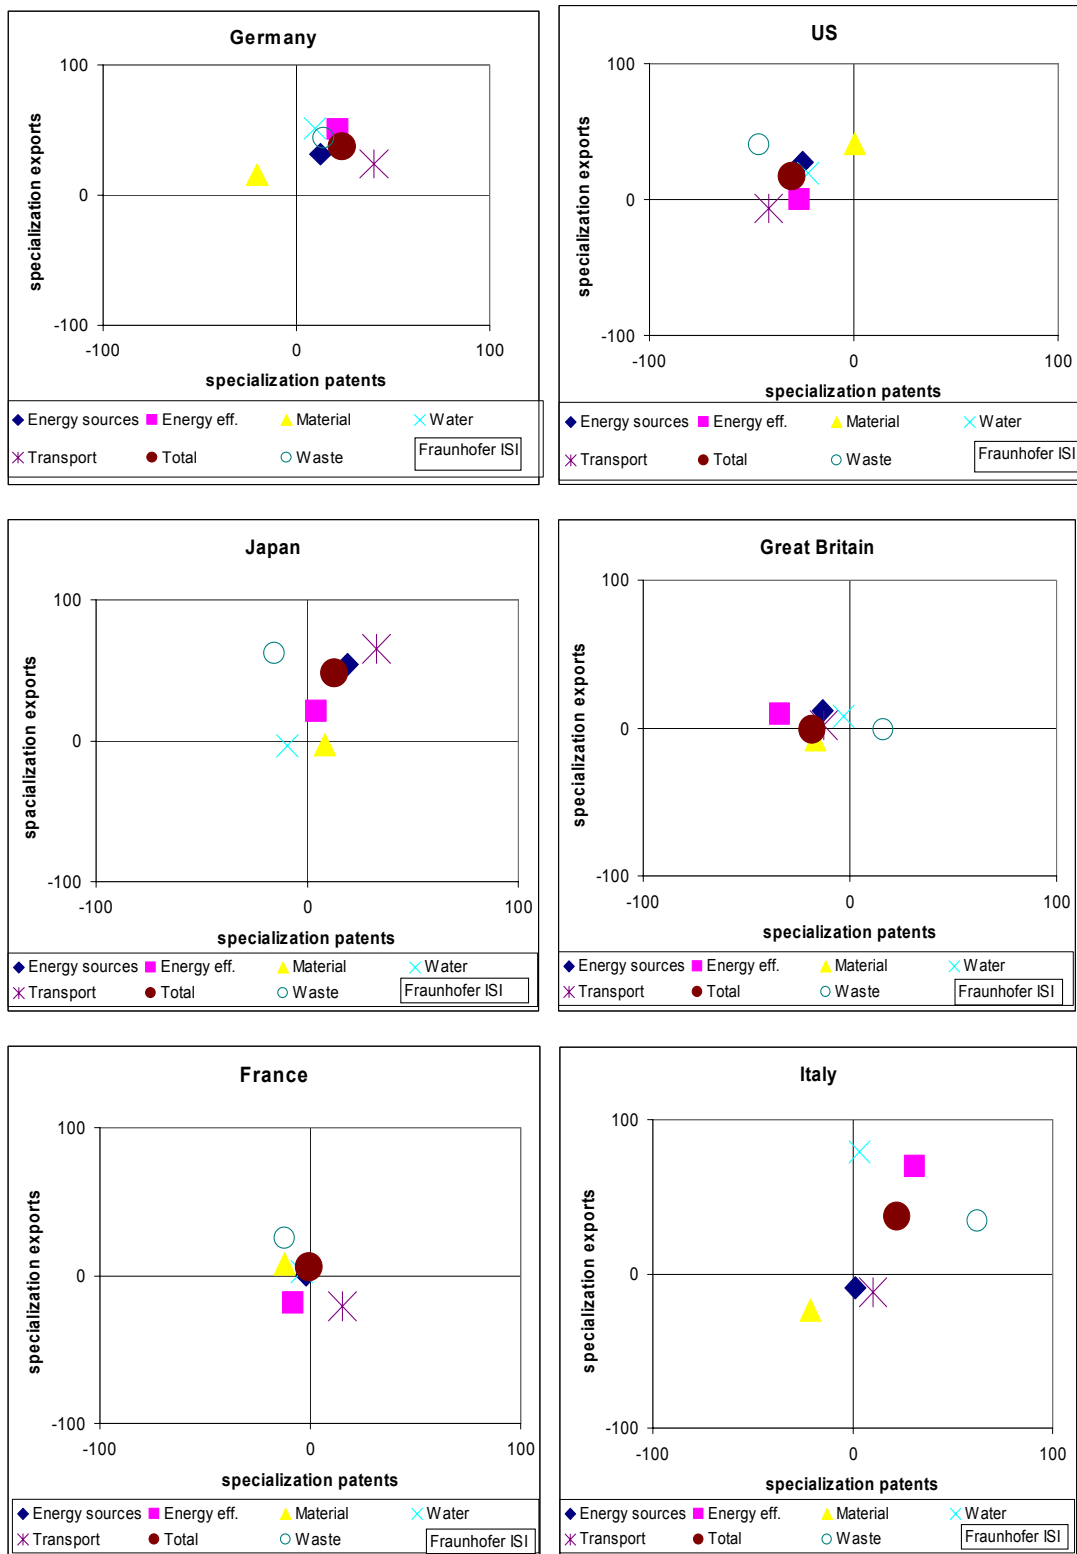 Germany
100
0
-100
-100 0 100
specialization exports
specialization patents
Energy sources Energy eff. Material Water
Transport Total Waste Fraunhofer ISI
US
100
0
-100
-100 0 100
specialization exports
specialization patents
Energy sources Energy eff. Material Water
Transport Total Waste Fraunhofer ISI
Japan
100
0
-100
-100 0 100
spacialization exports
specialization patents
Energy sources Energy eff. Material Water
Transport Total Waste Fraunhofer ISI
Great Britain
100
0
-100
-100 0 100
specialization exports
specialization patents
Energy sources Energy eff. Material Water
Transport Total Waste Fraunhofer ISI
France
100
0
-100
-100 0 100
specialization exports
specialization patents
Energy sources Energy eff. Material Water
Transport Total Waste Fraunhofer ISI
Italy
100
0
-100
-100 0 100
specialization exports
specialization patents
Energy sources Energy eff. Material Water
Transport Total Waste Fraunhofer ISI